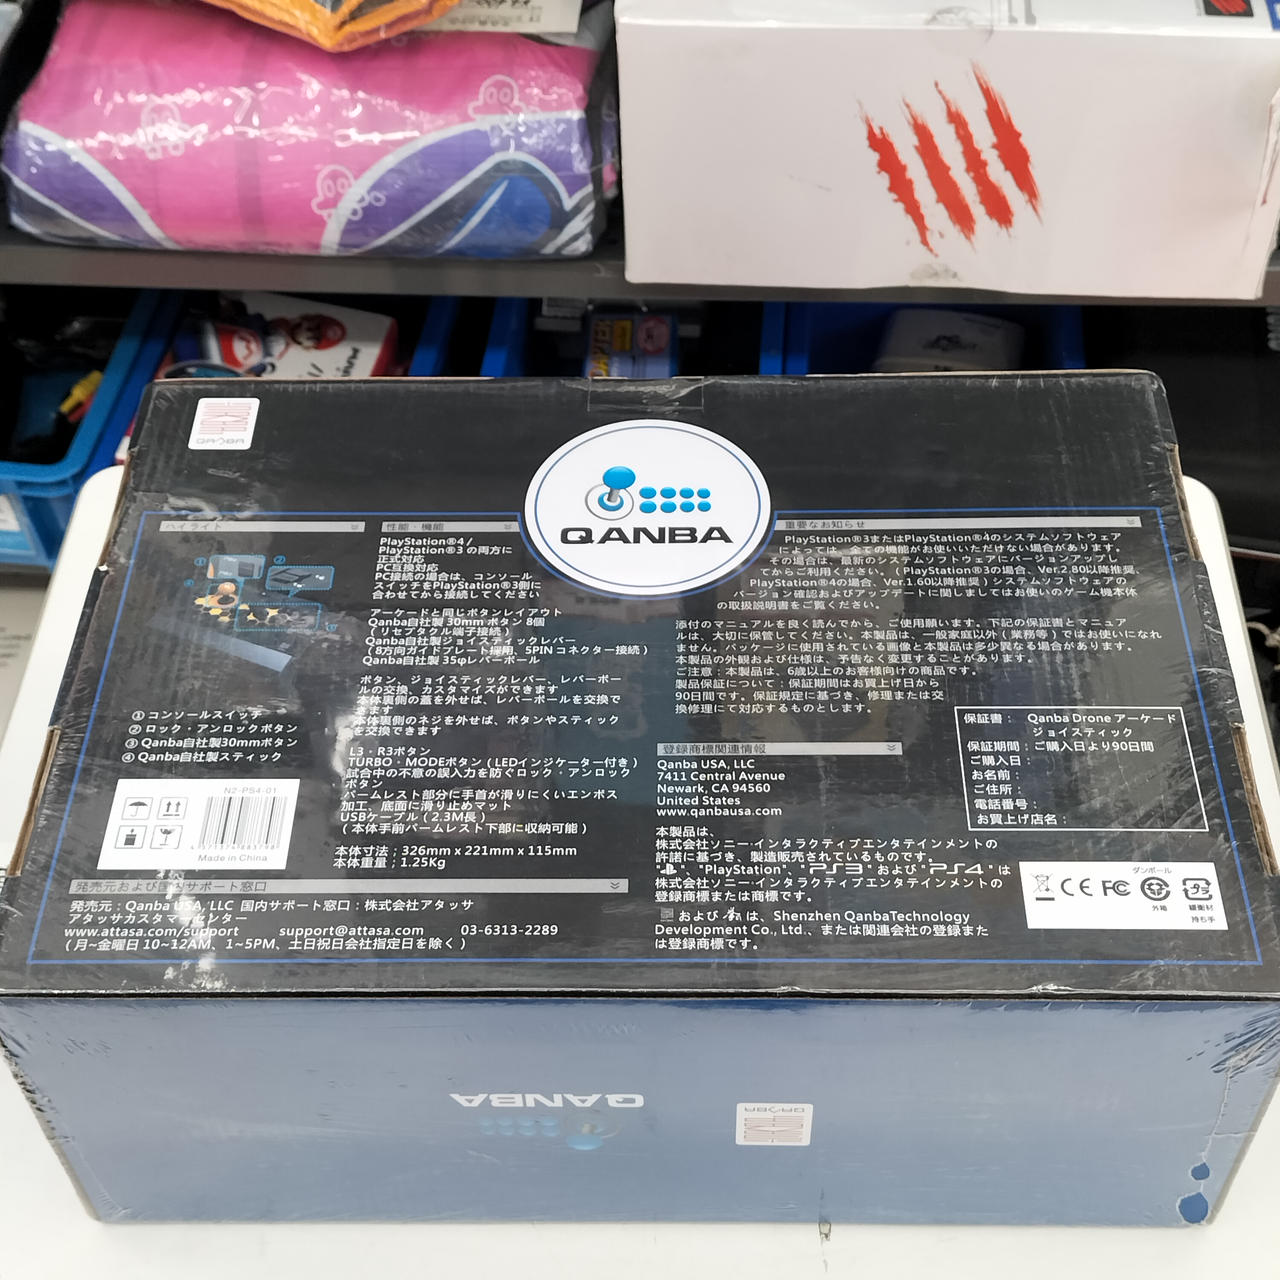 QANBA
QANBA
ハイライト
① コンソールスイッチ
② ロック・アンロックボタン
③ Qanba自社製30mmボタン
④ Qanba自社製スティック
N2-PS4-01
Made in China
性能・機能
PlayStation®4 /
PlayStation®3 の両方に
正式対応
PC互換対応
PC接続の場合は、コンソール
スイッチをPlayStation®3側に
合わせてから接続してください
アーケードと同じボタンレイアウト
Qanba自社製 30mm ボタン 8個
( リセプタクル端子接続 )
Qanba自社製ジョイスティックレバー
( 8方向ガイドプレート採用、5PINコネクター接続 )
Qanba自社製 35φレバーボール
ボタン、ジョイスティックレバー、レバーボー
ルの交換、カスタマイズができます
本体裏側の蓋を外せば、レバーボールを交換で
きます
本体裏側のネジを外せば、ボタンやスティック
を交換できます
L3・R3ボタン
TURBO・MODEボタン ( LEDインジケーター付き )
試合中の不意の誤入力を防ぐロック・アンロック
ボタン
パームレスト部分に手首が滑りにくいエンボス
加工、底面に滑り止めマット
USBケーブル ( 2.3M長 )
( 本体手前パームレスト下部に収納可能 )
本体寸法 ; 326mm x 221mm x 115mm
本体重量 ; 1.25Kg
発売元および国内サポート窓口
発売元 : Qanba USA, LLC 国内サポート窓口 : 株式会社アタッサ
アタッサカスタマーセンター
www.attasa.com/support support@attasa.com 03-6313-2289
( 月~金曜日 10~12AM、1~5PM、土日祝日会社指定日を除く )
重要なお知らせ
PlayStation®3またはPlayStation®4のシステムソフトウェア
によっては、全ての機能がお使いいただけない場合があります。
その場合は、最新のシステムソフトウェアにバージョンアップし
てからご利用ください。( PlayStation®3の場合、Ver.2.80以降推奨、
PlayStation®4の場合、Ver.1.60以降推奨 ) システムソフトウェアの
バージョン確認およびアップデートに関しましてはお使いのゲーム機本体
の取扱説明書をご覧ください。
添付のマニュアルを良く読んでから、ご使用願います。下記の保証書とマニュア
ルは、大切に保管してください。本製品は、一般家庭以外 ( 業務等 ) ではお使いになれ
ません。パッケージに使用されている画像と本製品は多少異なる場合があります。
本製品の外観および仕様は、予告なく変更することがあります。
ご注意 : 本製品は、6歳以上のお客様向けの商品です。
製品保証について : 保証期間はお買上げ日から
90日間です。保証規定に基づき、修理または交
換修理にて対応するものとします。
保証書 : Qanba Drone アーケード
ジョイスティック
保証期間 : ご購入日より90日間
ご購入日 :
お名前 :
ご住所 :
電話番号 :
お買上げ店名 :
登録商標関連情報
Qanba USA, LLC
7411 Central Avenue
Newark, CA 94560
United States
www.qanbausa.com
本製品は、
株式会社ソニー・インタラクティブエンタテインメントの
許諾に基づき、製造販売されているものです。
"、"PlayStation"、"PS3" および "PS4" は
株式会社ソニー・インタラクティブエンタテインメントの
登録商標または商標です。
および は、Shenzhen QanbaTechnology
Development Co., Ltd.、または関連会社の登録また
は登録商標です。
CE FC
ダンボール
外箱
プラ
緩衝材
持ち手
QANBA
QANBA